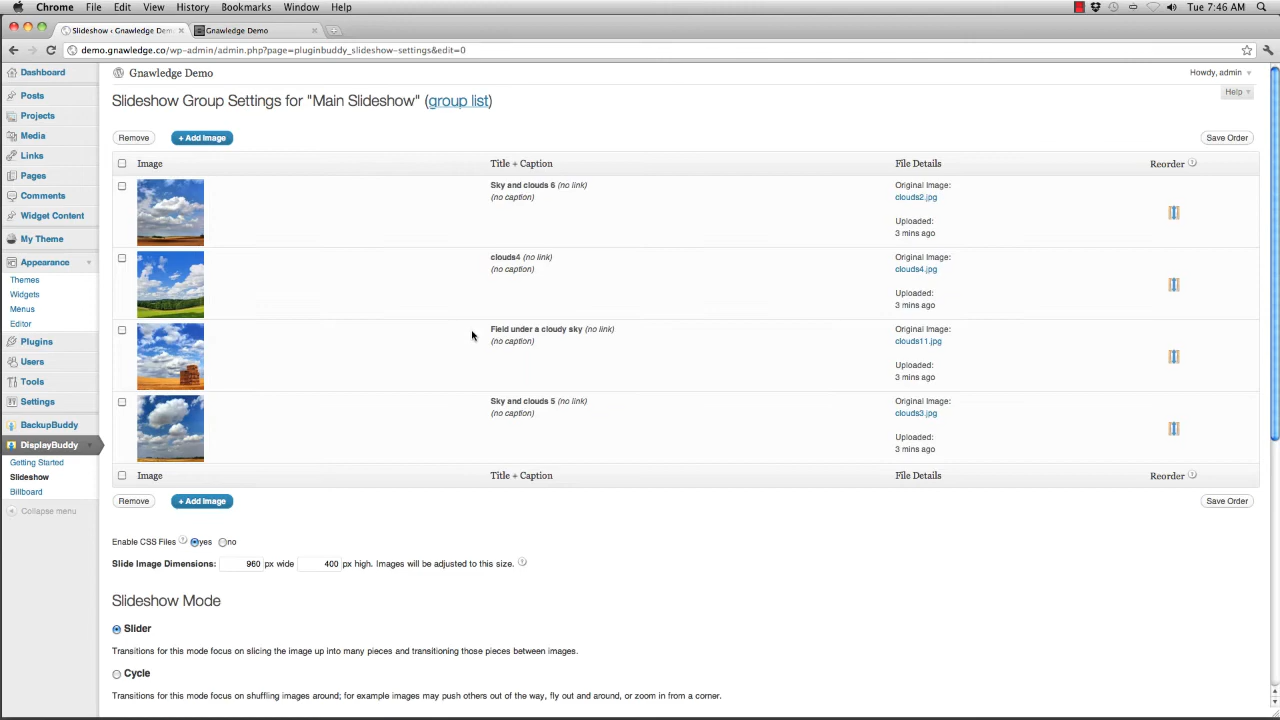 Chrome File Edit View History Bookmarks Window Help Tue 7:46 AM
Slideshow ‹ Gnawledge Dem Gnawledge Demo
demo.gnawledge.co/wp-admin/admin.php?page=pluginbuddy_slideshow-settings&edit=0
Dashboard
Posts
Projects
Media
Links
Pages
Comments
Widget Content
My Theme
Appearance
Themes
Widgets
Menus
Editor
Plugins
Users
Tools
Settings
BackupBuddy
DisplayBuddy
Getting Started
Slideshow
Billboard
Collapse menu
Gnawledge Demo Howdy, admin
Help
Slideshow Group Settings for "Main Slideshow" (group list)
Remove + Add Image Save Order
Image Title + Caption File Details Reorder ?
Sky and clouds 6 (no link)
(no caption)
Original Image:
clouds2.jpg
Uploaded:
3 mins ago
clouds4 (no link)
(no caption)
Original Image:
clouds4.jpg
Uploaded:
3 mins ago
Field under a cloudy sky (no link)
(no caption)
Original Image:
clouds11.jpg
Uploaded:
3 mins ago
Sky and clouds 5 (no link)
(no caption)
Original Image:
clouds3.jpg
Uploaded:
3 mins ago
Image Title + Caption File Details Reorder ?
Remove + Add Image Save Order
Enable CSS Files ? yes no
Slide Image Dimensions: 960 px wide 400 px high. Images will be adjusted to this size. ?
Slideshow Mode
Slider
Transitions for this mode focus on slicing the image up into many pieces and transitioning those pieces between images.
Cycle
Transitions for this mode focus on shuffling images around; for example images may push others out of the way, fly out and around, or zoom in from a corner.